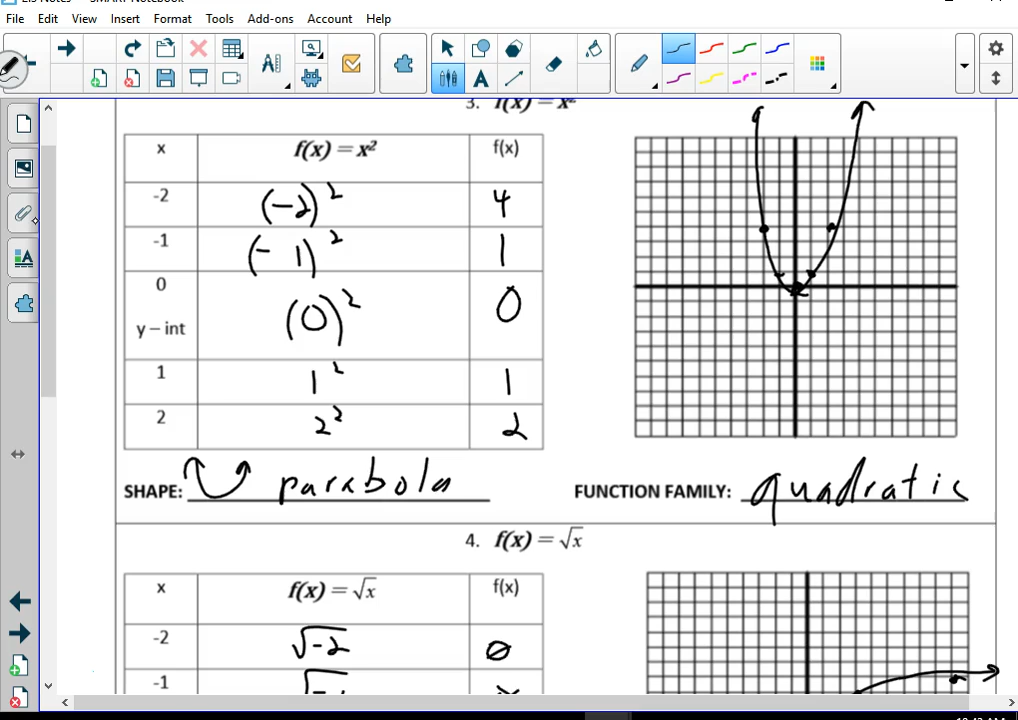 File Edit View Insert Format Tools Add-ons Account Help
3. f(x) = x²
x f(x) = x² f(x)
-2 (-2)² 4
-1 (-1)² 1
0 (0)² 0
y – int
1 1² 1
2 2² 2
SHAPE: parabola FUNCTION FAMILY: quadratic
4. f(x) = √x
x f(x) = √x f(x)
-2 √-2 ∅
-1